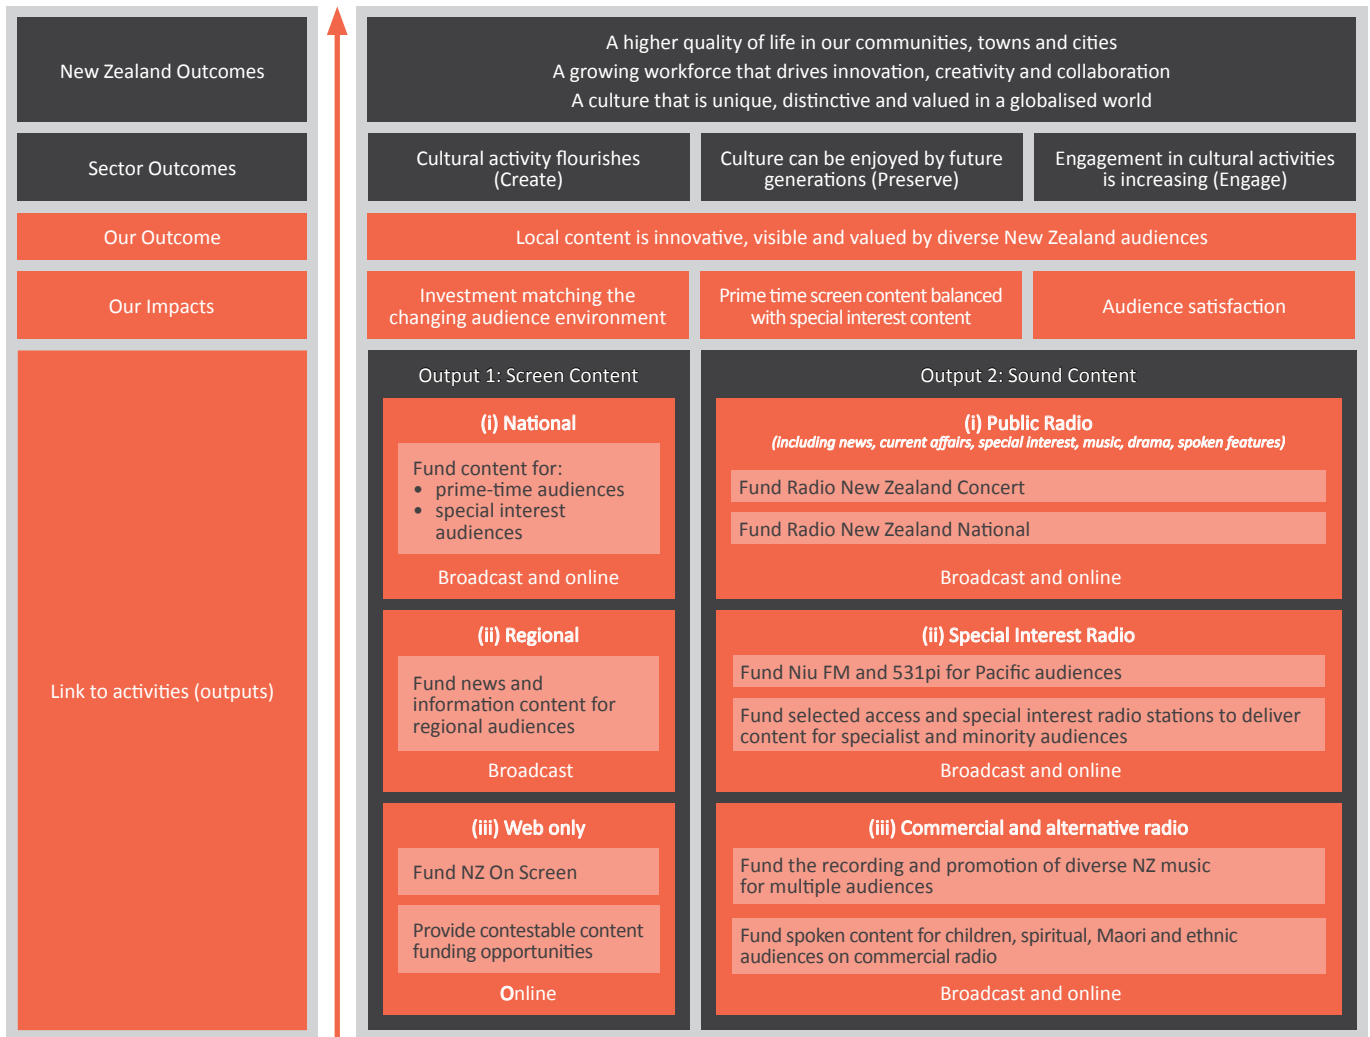 New Zealand Outcomes
A higher quality of life in our communities, towns and cities
A growing workforce that drives innovation, creativity and collaboration
A culture that is unique, distinctive and valued in a globalised world
Sector Outcomes
Cultural activity flourishes
(Create)
Culture can be enjoyed by future
generations (Preserve)
Engagement in cultural activities
is increasing (Engage)
Our Outcome
Local content is innovative, visible and valued by diverse New Zealand audiences
Our Impacts
Investment matching the
changing audience environment
Prime time screen content balanced
with special interest content
Audience satisfaction
Link to activities (outputs)
Output 1: Screen Content
(i) National
Fund content for:
• prime-time audiences
• special interest
audiences
Broadcast and online
(ii) Regional
Fund news and
information content for
regional audiences
Broadcast
(iii) Web only
Fund NZ On Screen
Provide contestable content
funding opportunities
Online
Output 2: Sound Content
(i) Public Radio
(including news, current affairs, special interest, music, drama, spoken features)
Fund Radio New Zealand Concert
Fund Radio New Zealand National
Broadcast and online
(ii) Special Interest Radio
Fund Niu FM and 531pi for Pacific audiences
Fund selected access and special interest radio stations to deliver
content for specialist and minority audiences
Broadcast and online
(iii) Commercial and alternative radio
Fund the recording and promotion of diverse NZ music
for multiple audiences
Fund spoken content for children, spiritual, Maori and ethnic
audiences on commercial radio
Broadcast and online